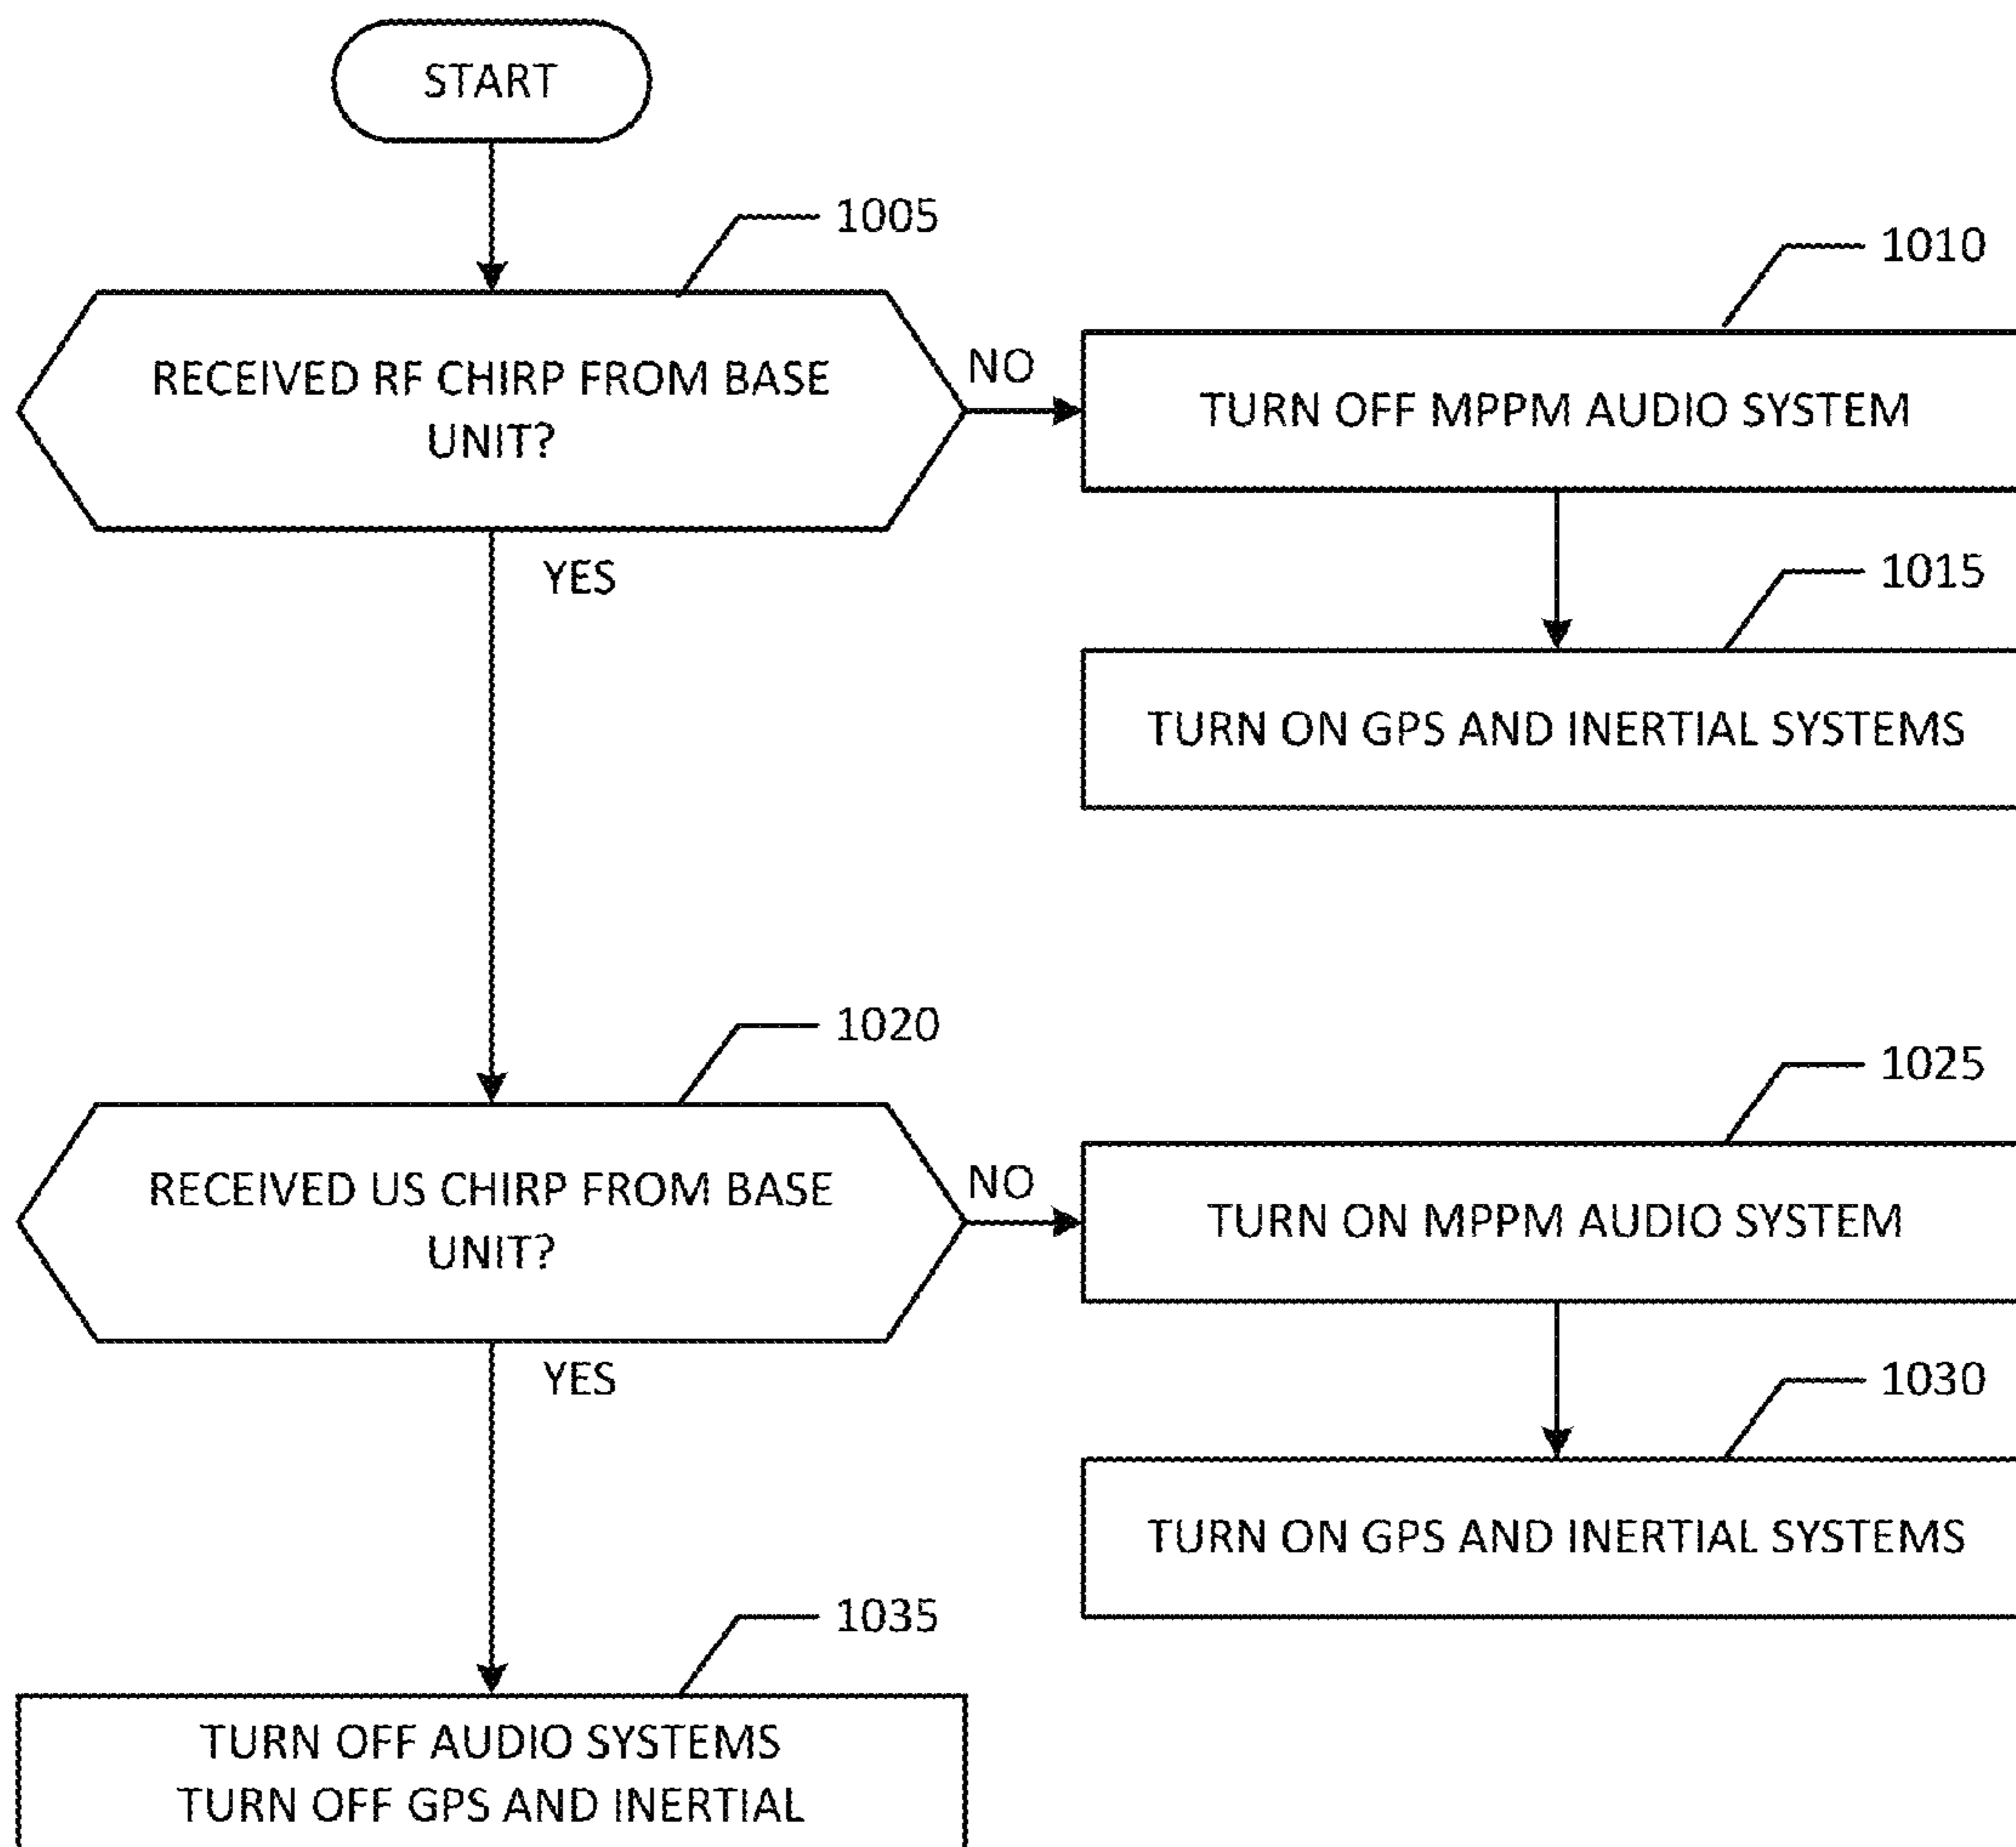 START
1005
RECEIVED RF CHIRP FROM BASE
UNIT?
NO
1010
TURN OFF MPPM AUDIO SYSTEM
YES
1015
TURN ON GPS AND INERTIAL SYSTEMS
1020
RECEIVED US CHIRP FROM BASE
UNIT?
NO
1025
TURN ON MPPM AUDIO SYSTEM
YES
1030
TURN ON GPS AND INERTIAL SYSTEMS
1035
TURN OFF AUDIO SYSTEMS
TURN OFF GPS AND INERTIAL